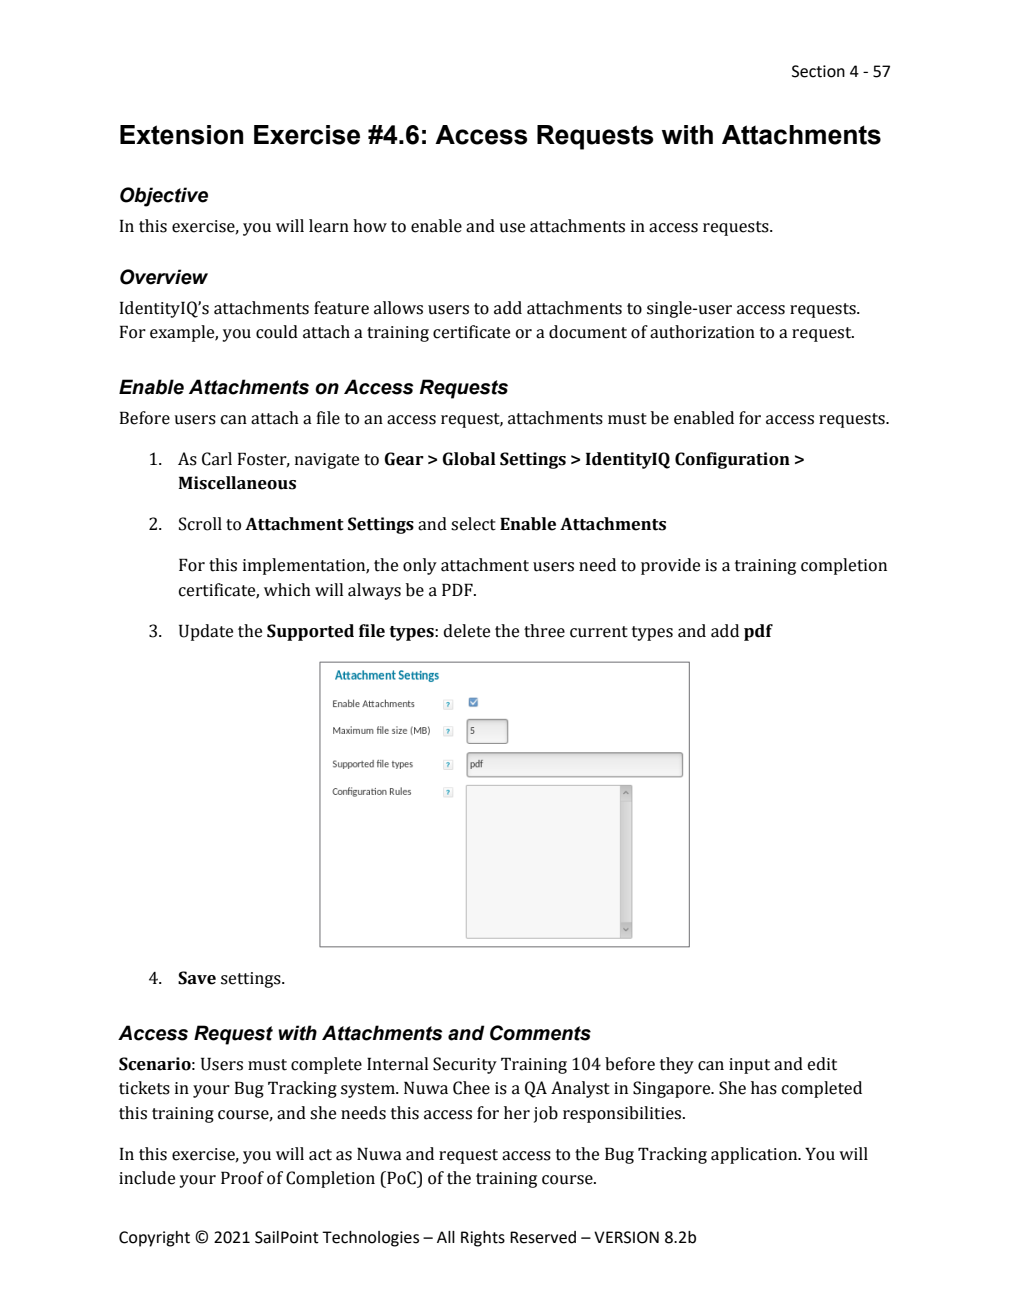 Section 4 - 57
Extension Exercise #4.6: Access Requests with Attachments
Objective
In this exercise, you will learn how to enable and use attachments in access requests.
Overview
IdentityIQ’s attachments feature allows users to add attachments to single-user access requests.
For example, you could attach a training certificate or a document of authorization to a request.
Enable Attachments on Access Requests
Before users can attach a file to an access request, attachments must be enabled for access requests.
1. As Carl Foster, navigate to Gear > Global Settings > IdentityIQ Configuration >
Miscellaneous
2. Scroll to Attachment Settings and select Enable Attachments
For this implementation, the only attachment users need to provide is a training completion
certificate, which will always be a PDF.
3. Update the Supported file types: delete the three current types and add pdf
Attachment Settings
Enable Attachments ?
Maximum file size (MB) ? 5
Supported file types ? pdf
Configuration Rules ?
4. Save settings.
Access Request with Attachments and Comments
Scenario: Users must complete Internal Security Training 104 before they can input and edit
tickets in your Bug Tracking system. Nuwa Chee is a QA Analyst in Singapore. She has completed
this training course, and she needs this access for her job responsibilities.
In this exercise, you will act as Nuwa and request access to the Bug Tracking application. You will
include your Proof of Completion (PoC) of the training course.
Copyright © 2021 SailPoint Technologies – All Rights Reserved – VERSION 8.2b